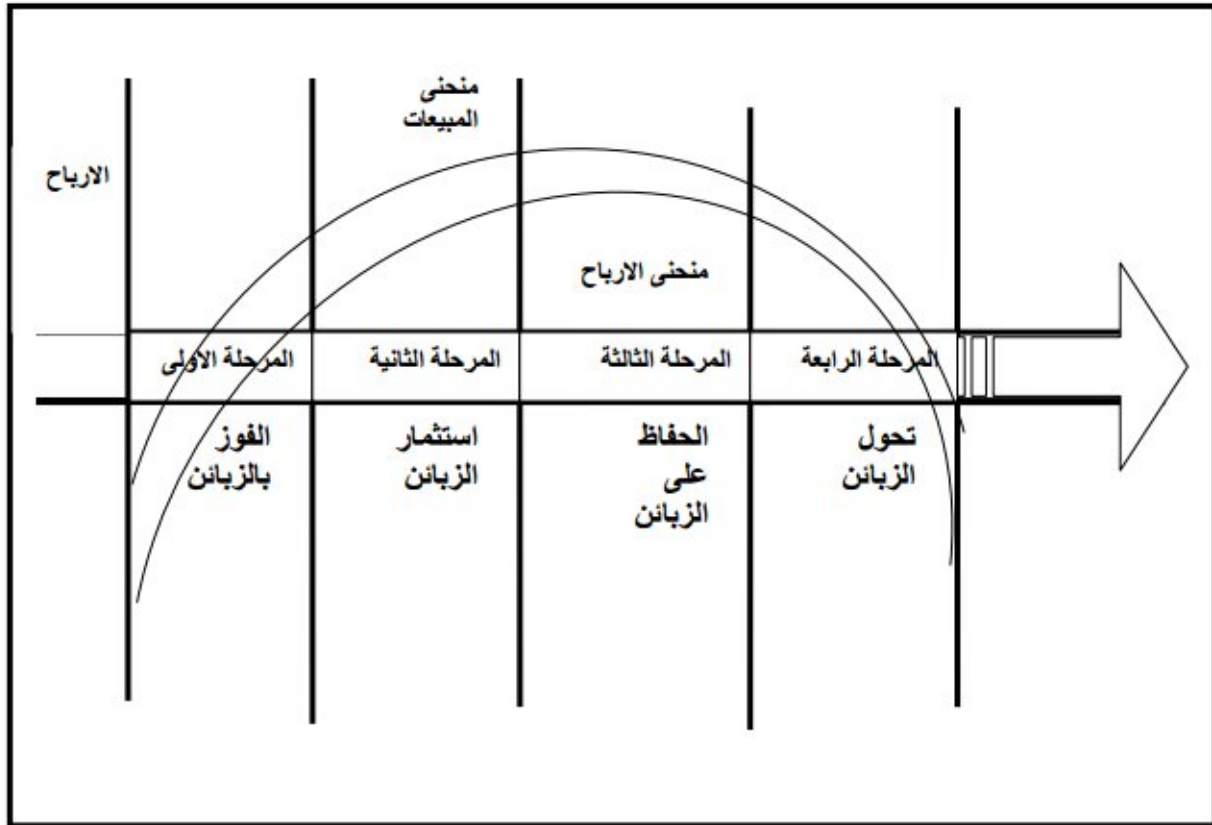 منحنى
المبيعات
الارباح
منحنى الارباح
المرحلة الاولى
المرحلة الثانية
المرحلة الثالثة
المرحلة الرابعة
الفوز
بالزبائن
استثمار
الزبائن
الحفاظ
على
الزبائن
تحول
الزبائن